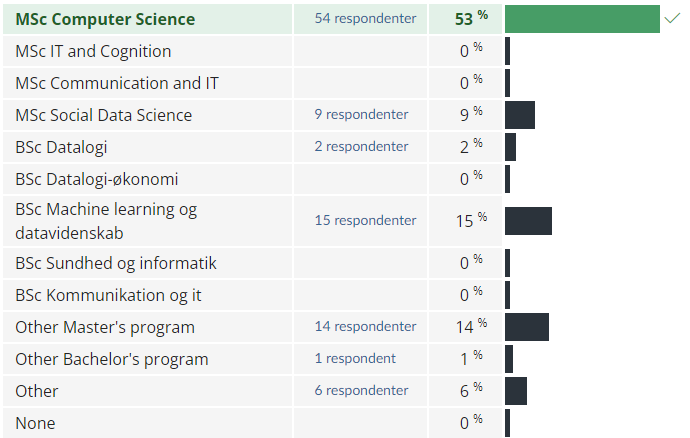 MSc Computer Science 54 respondenter 53 %
MSc IT and Cognition 0 %
MSc Communication and IT 0 %
MSc Social Data Science 9 respondenter 9 %
BSc Datalogi 2 respondenter 2 %
BSc Datalogi-økonomi 0 %
BSc Machine learning og
datavidenskab 15 respondenter 15 %
BSc Sundhed og informatik 0 %
BSc Kommunikation og it 0 %
Other Master's program 14 respondenter 14 %
Other Bachelor's program 1 respondent 1 %
Other 6 respondenter 6 %
None 0 %